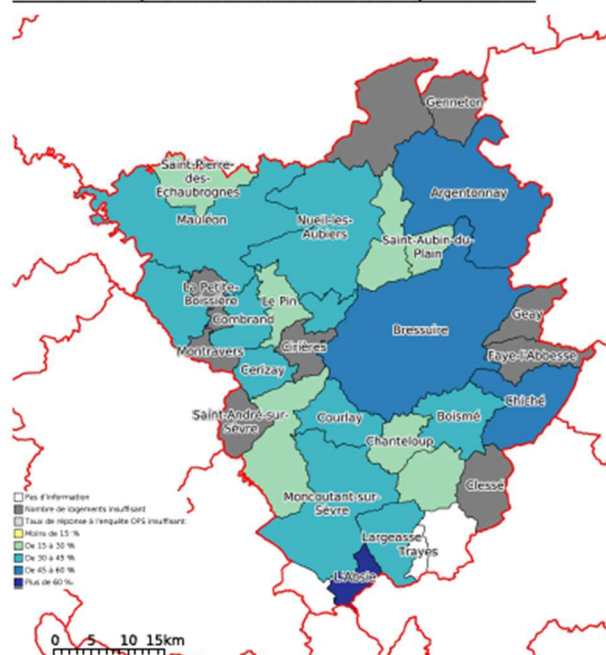 Genneton
Saint-Pierre-
des-
Echaubrognes
Argentonnay
Mauléon
Nueil-les-
Aubiers
Saint-Aubin-du-
Plain
La Petite-
Boissière
Le Pin
Combrand
Geay
Bressuire
Montravers
Cirières
Faye-l'Abbesse
Cerizay
Chiché
Saint-André-sur-
Sèvre
Courlay
Boismé
Chanteloup
Clessé
Moncoutant-sur-
Sèvre
Largeasse
Trayes
L'Absie
Pas d'information
Nombre de logements insuffisant
Taux de réponse à l'enquête OPS insuffisant
Moins de 15 %
De 15 à 30 %
De 30 à 45 %
De 45 à 60 %
Plus de 60 %
0 5 10 15km